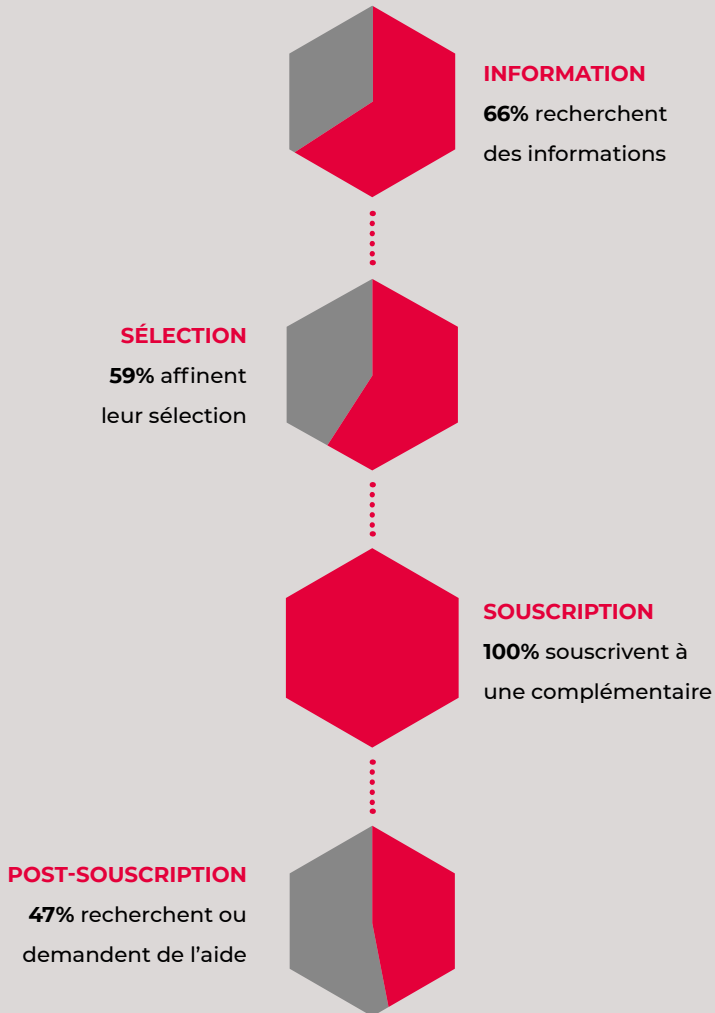 INFORMATION
66% recherchent
des informations
SÉLECTION
59% affinent
leur sélection
SOUSCRIPTION
100% souscrivent à
une complémentaire
POST-SOUSCRIPTION
47% recherchent ou
demandent de l’aide